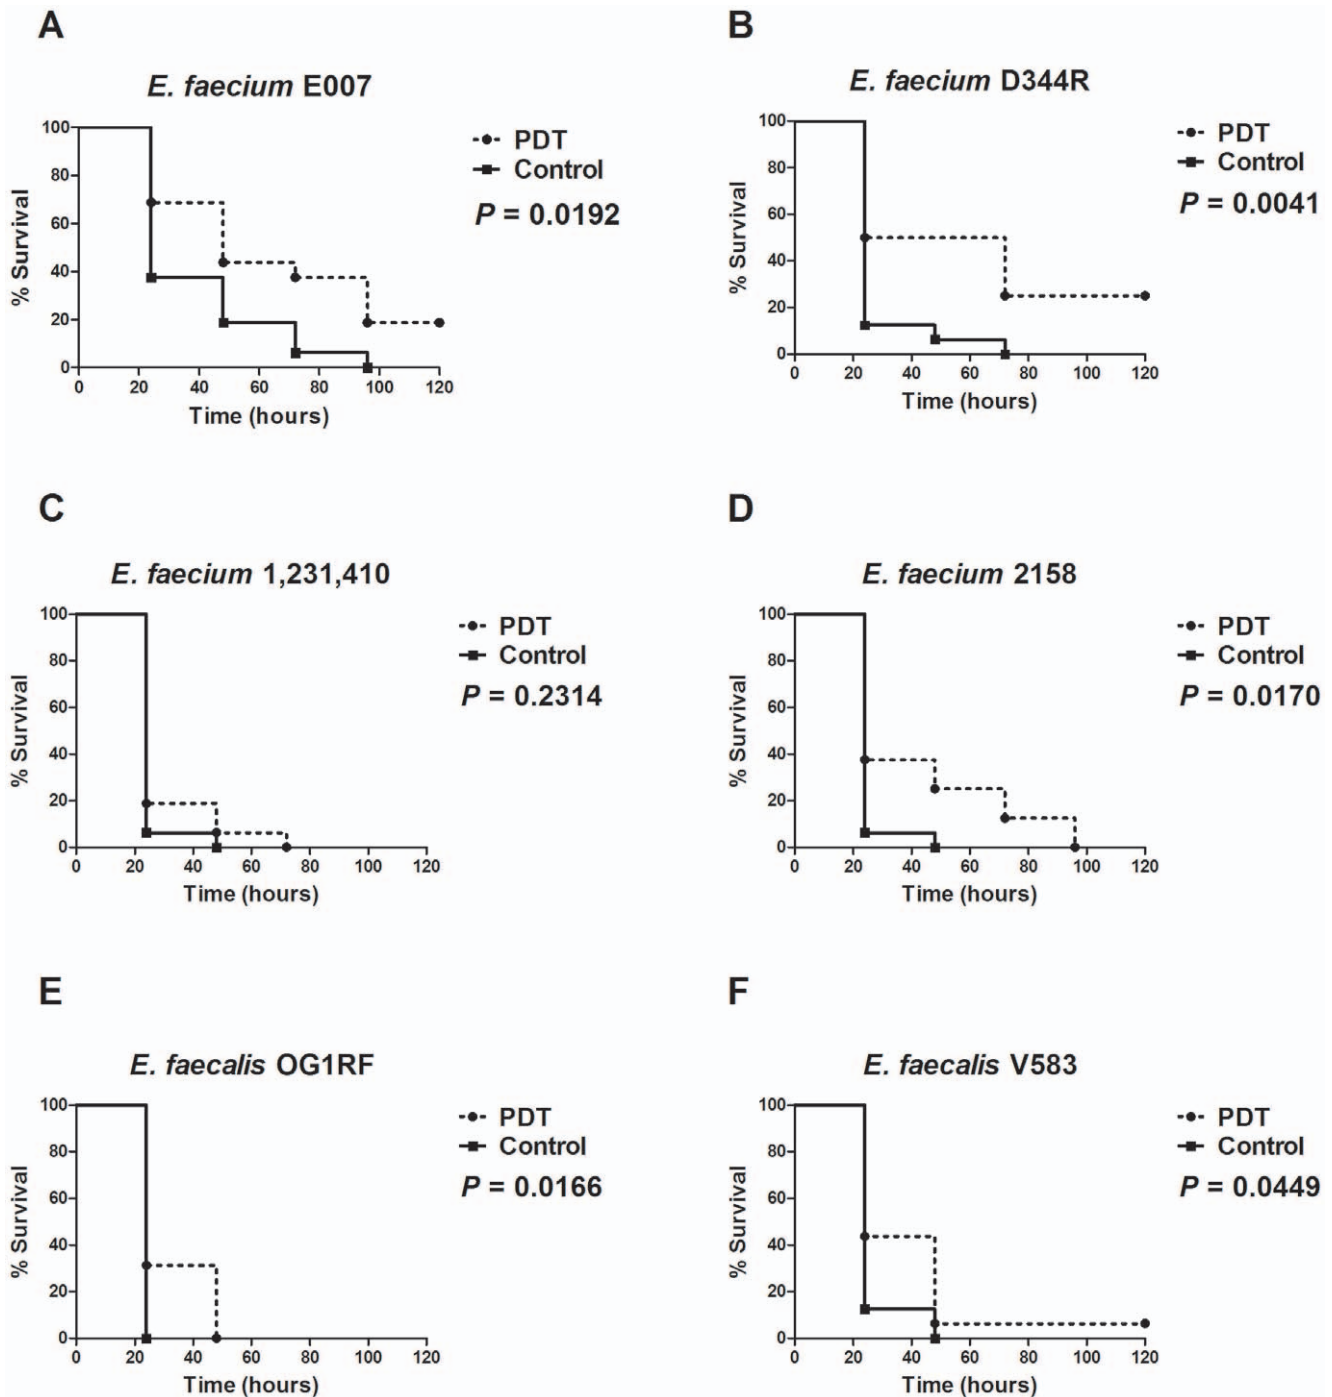 A
E. faecium E007
100
80
60
40
20
0
% Survival
0 20 40 60 80 100 120
Time (hours)
PDT
Control
P = 0.0192
B
E. faecium D344R
100
80
60
40
20
0
% Survival
0 20 40 60 80 100 120
Time (hours)
PDT
Control
P = 0.0041
C
E. faecium 1,231,410
100
80
60
40
20
0
% Survival
0 20 40 60 80 100 120
Time (hours)
PDT
Control
P = 0.2314
D
E. faecium 2158
100
80
60
40
20
0
% Survival
0 20 40 60 80 100 120
Time (hours)
PDT
Control
P = 0.0170
E
E. faecalis OG1RF
100
80
60
40
20
0
% Survival
0 20 40 60 80 100 120
Time (hours)
PDT
Control
P = 0.0166
F
E. faecalis V583
100
80
60
40
20
0
% Survival
0 20 40 60 80 100 120
Time (hours)
PDT
Control
P = 0.0449